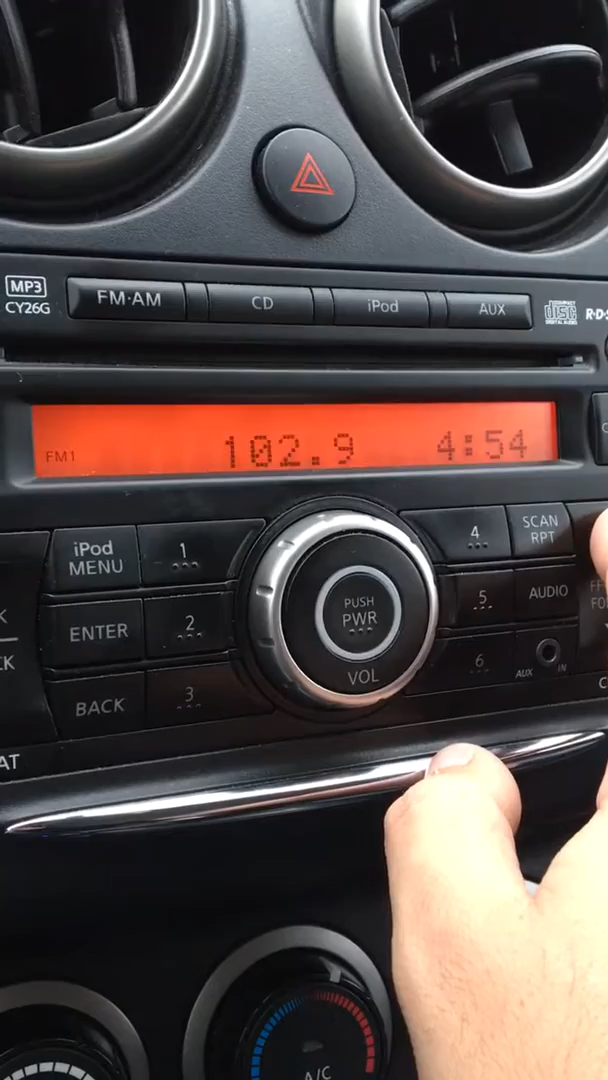 MP3
CY26G
FM·AM
CD
iPod
AUX
COMPACT
disc
DIGITAL AUDIO
R·D·S
FM1
102.9
4:54
iPod
MENU
1
4
SCAN
RPT
ENTER
2
PUSH
PWR
VOL
5
AUDIO
BACK
3
6
AUX
IN
AT
A/C